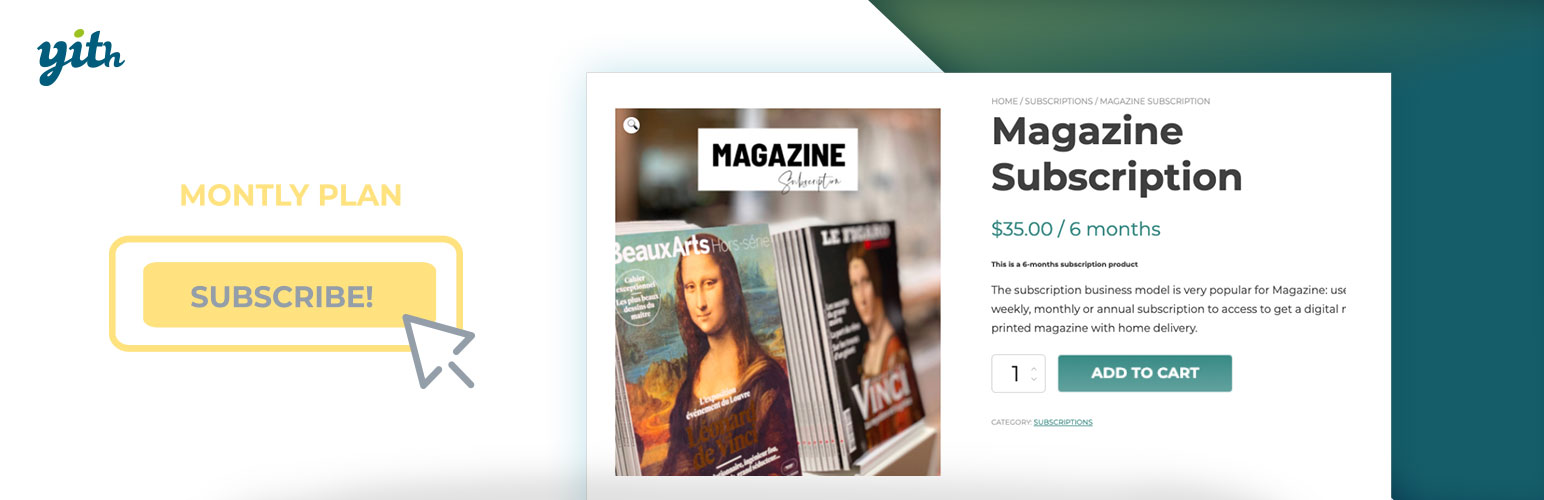 yith
MONTLY PLAN
SUBSCRIBE!
MAGAZINE
Subscription
BeauxArts Hors-série
Cahier
exceptionnel
Les plus beaux
dessins du
maître
L'exposition
événement du Louvre
Léonard
de Vinci
LE FIGARO
VINCI
HOME / SUBSCRIPTIONS / MAGAZINE SUBSCRIPTION
Magazine
Subscription
$35.00 / 6 months
This is a 6-months subscription product
The subscription business model is very popular for Magazine: use
weekly, monthly or annual subscription to access to get a digital r
printed magazine with home delivery.
1
ADD TO CART
CATEGORY: SUBSCRIPTIONS